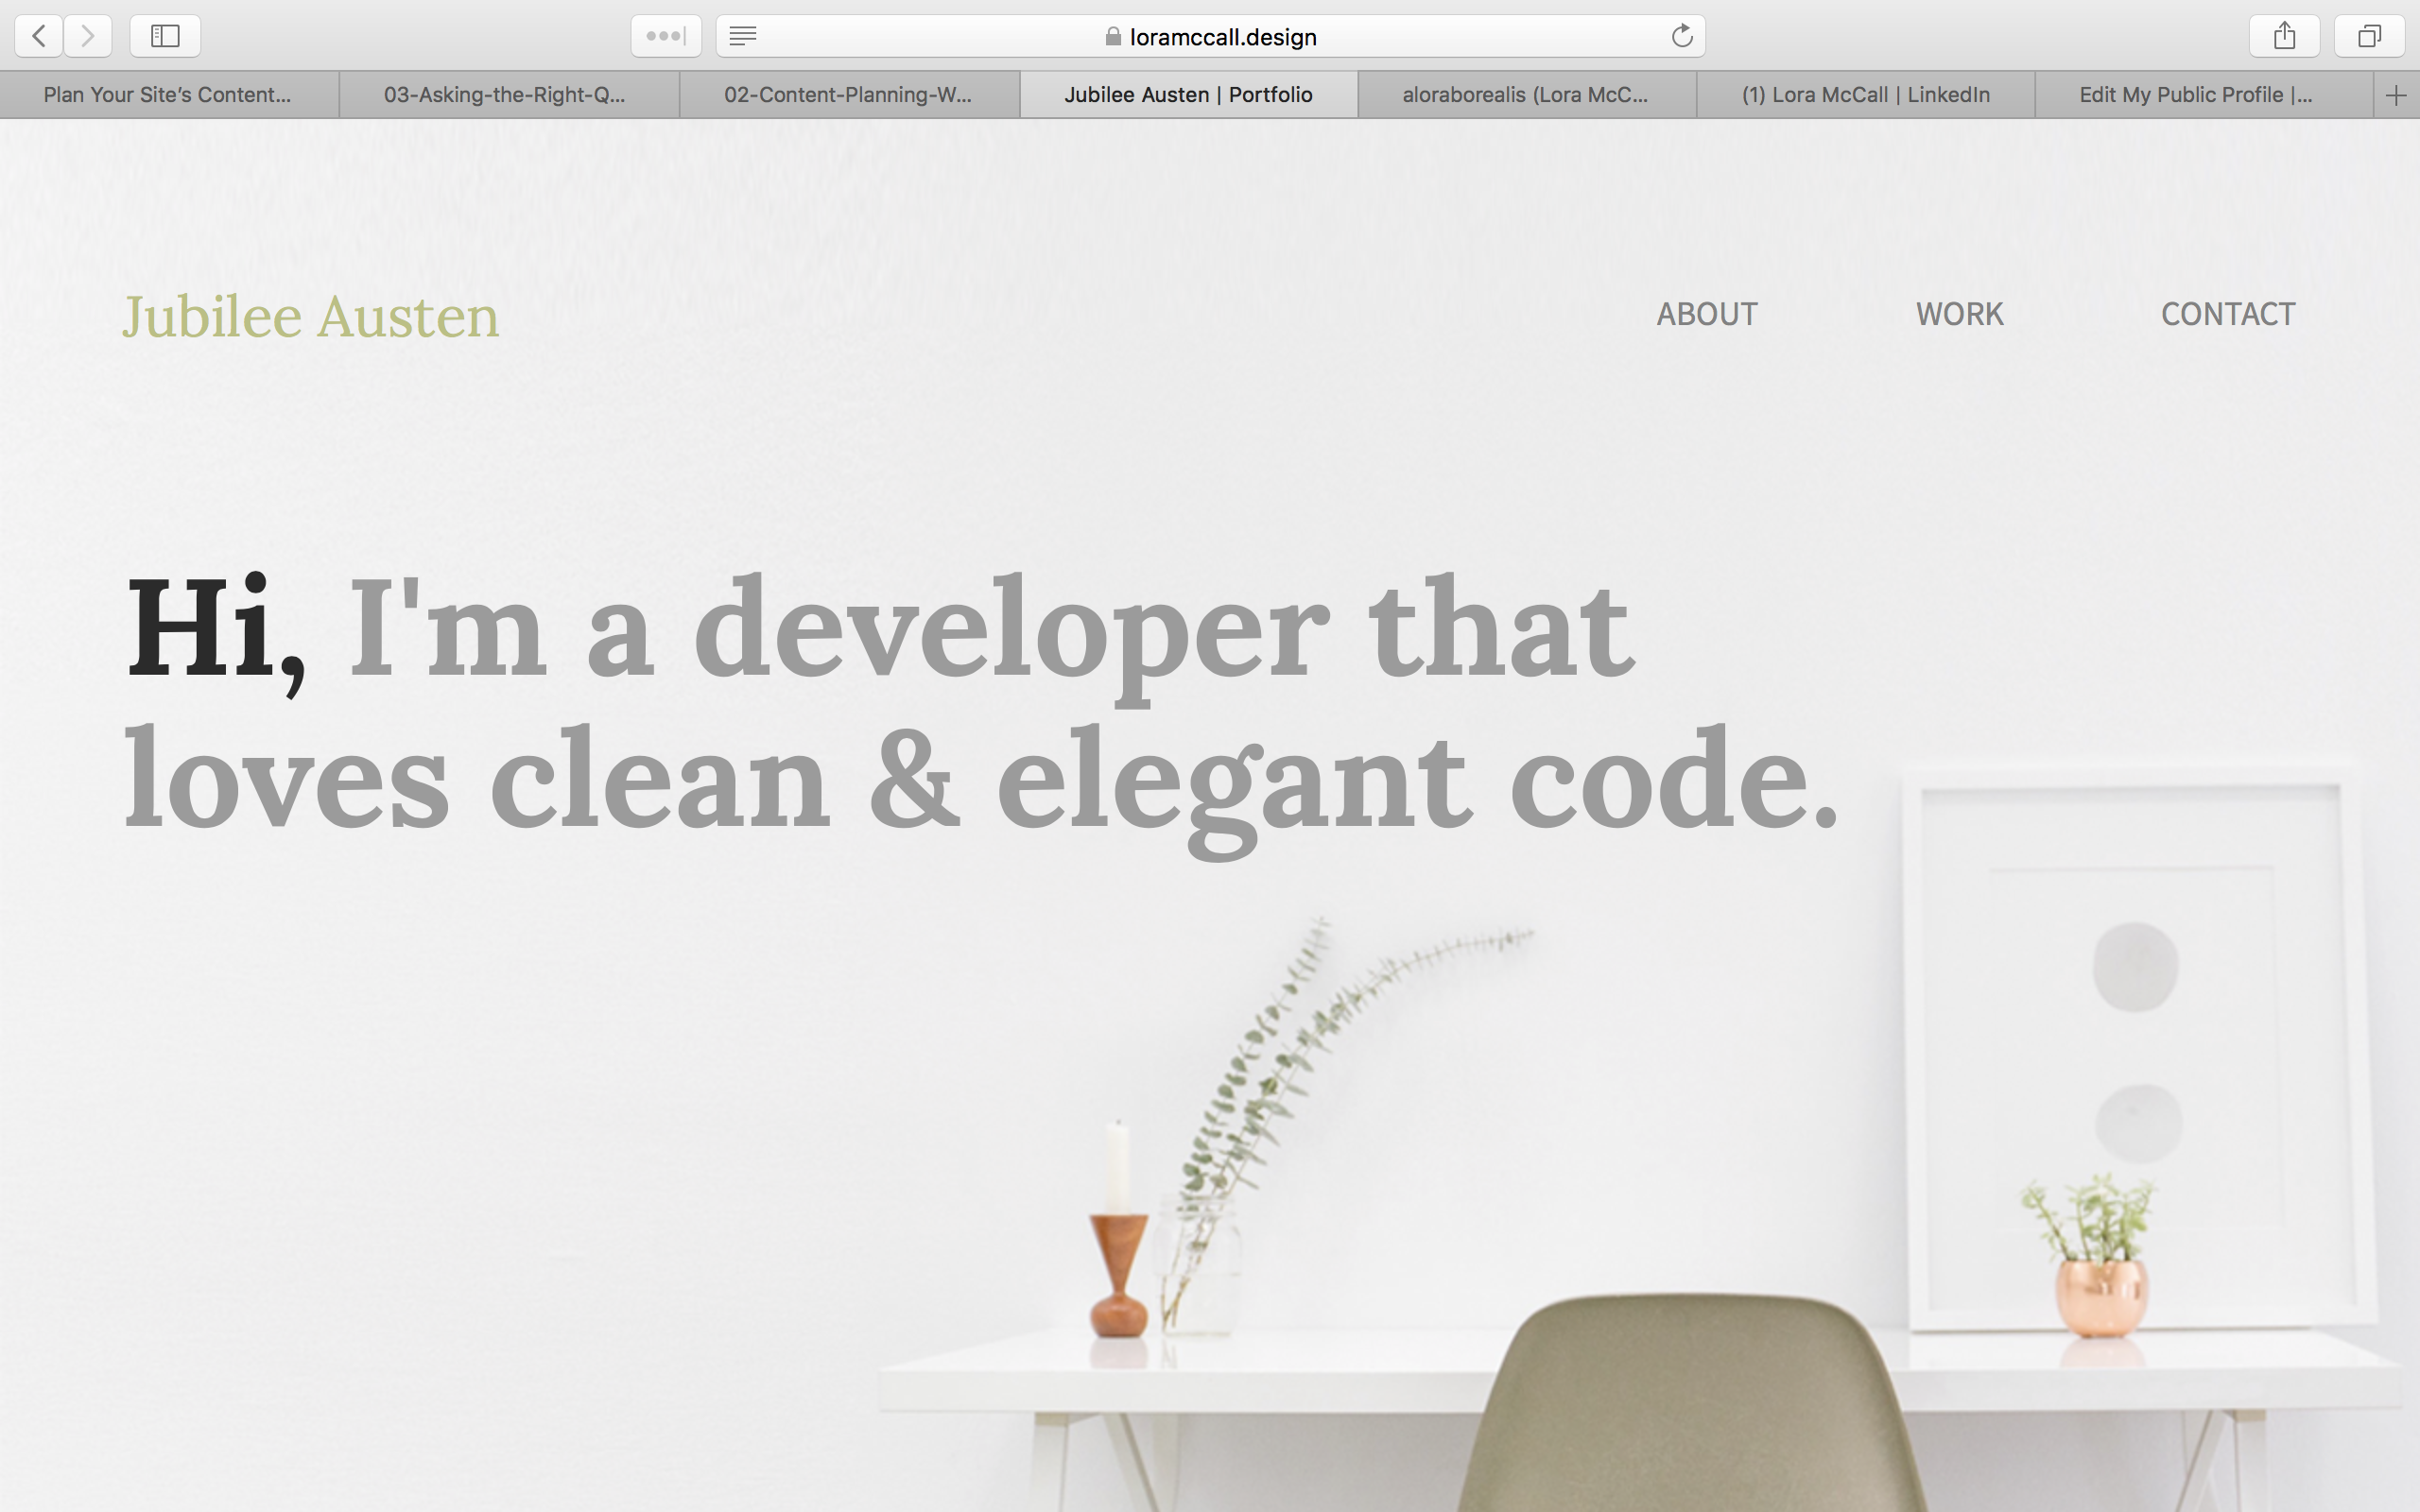 loramccall.design
Plan Your Site’s Content...
03-Asking-the-Right-Q...
02-Content-Planning-W...
Jubilee Austen | Portfolio
aloraborealis (Lora McC...
(1) Lora McCall | LinkedIn
Edit My Public Profile |...
Jubilee Austen
ABOUT
WORK
CONTACT
Hi, I'm a developer that
loves clean & elegant code.